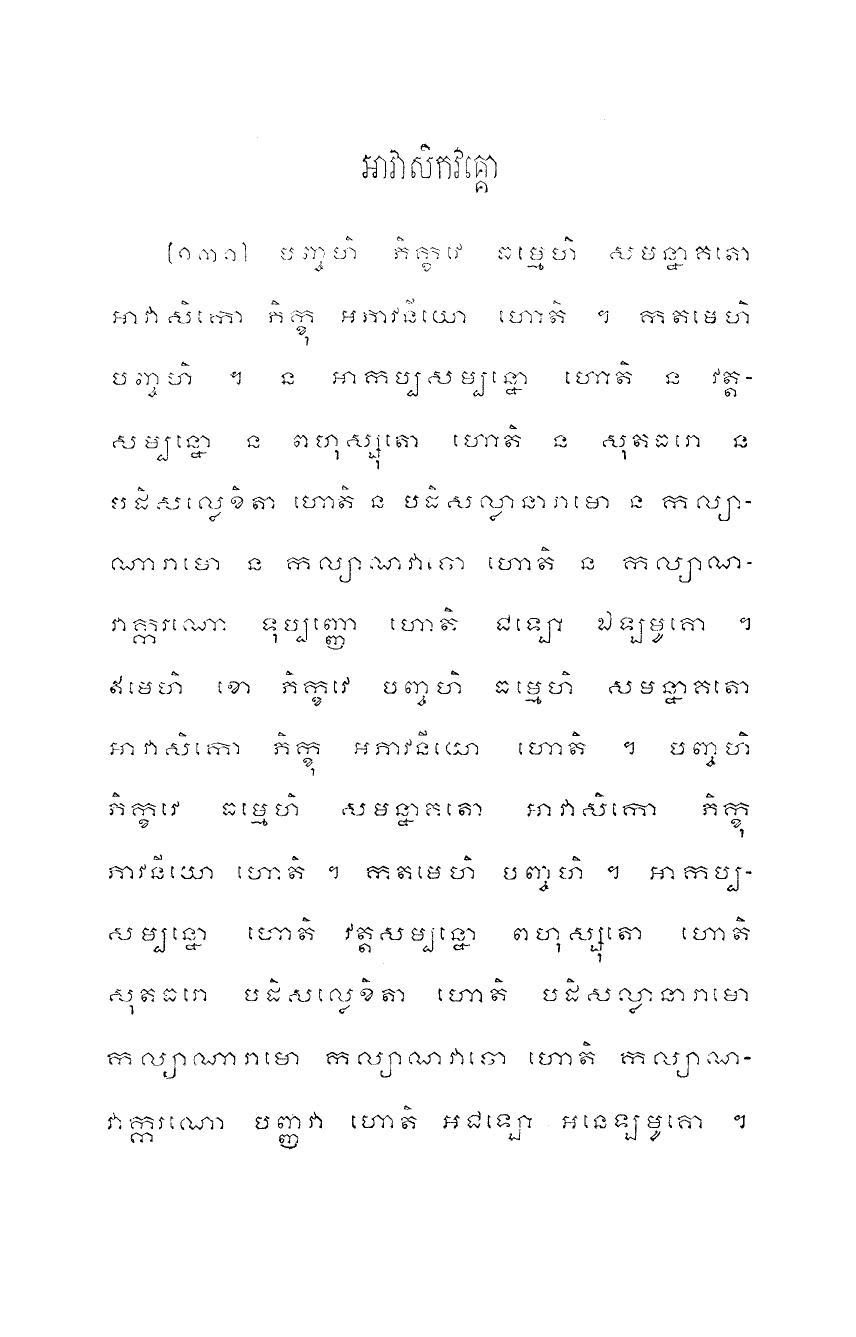 អាវាសិកវគ្គោ
[១៣១] បញ្ចហិ ភិក្ខវេ ធម្មេហិ សមន្នាគតោ
អាវាសិកោ ភិក្ខុ អភាវនីយោ ហោតិ ។ កតមេហិ
បញ្ចហិ ។ ន អាកប្បសម្បន្នោ ហោតិ ន វត្ត-
សម្បន្នោ ន ពហុស្សុតោ ហោតិ ន សុតធរោ ន
បដិសល្លេខិតា ហោតិ ន បដិសល្លានារាមោ ន កល្យា-
ណារាមោ ន កល្យាណវាចោ ហោតិ ន កល្យាណ-
វាក្ករណោ ទុប្បញ្ញោ ហោតិ ជឡោ ឯឡមូគោ ។
ឥមេហិ ខោ ភិក្ខវេ បញ្ចហិ ធម្មេហិ សមន្នាគតោ
អាវាសិកោ ភិក្ខុ អភាវនីយោ ហោតិ ។ បញ្ចហិ
ភិក្ខវេ ធម្មេហិ សមន្នាគតោ អាវាសិកោ ភិក្ខុ
ភាវនីយោ ហោតិ ។ កតមេហិ បញ្ចហិ ។ អាកប្ប-
សម្បន្នោ ហោតិ វត្តសម្បន្នោ ពហុស្សុតោ ហោតិ
សុតធរោ បដិសល្លេខិតា ហោតិ បដិសល្លានារាមោ
កល្យាណារាមោ កល្យាណវាចោ ហោតិ កល្យាណ-
វាក្ករណោ បញ្ញវា ហោតិ អជឡោ អនេឡមូគោ ។